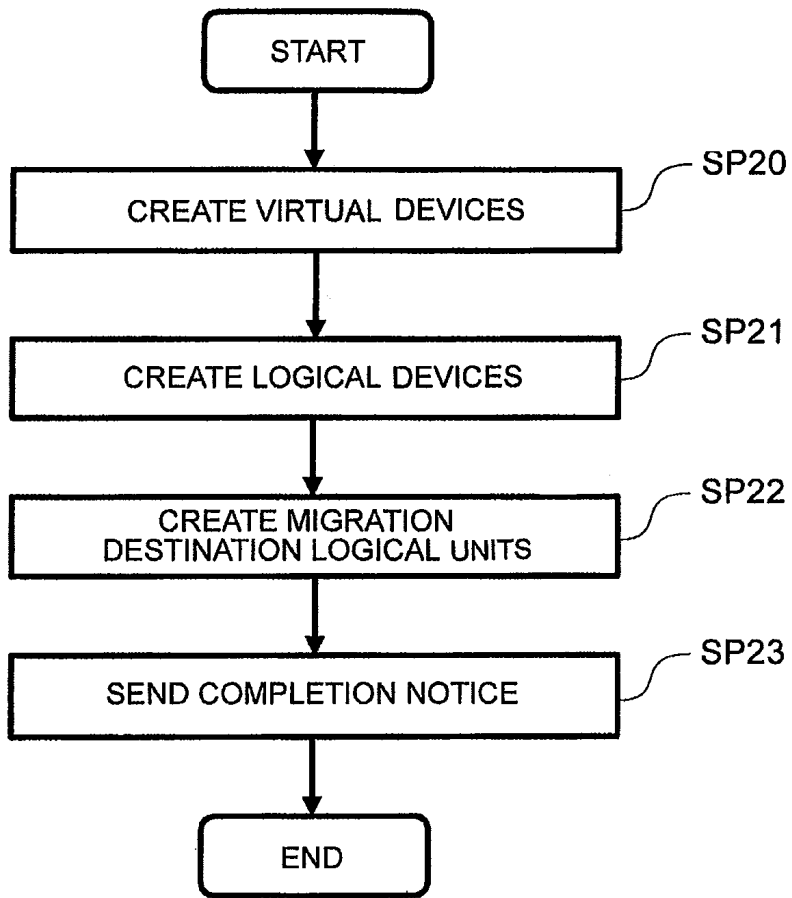 START
SP20
CREATE VIRTUAL DEVICES
SP21
CREATE LOGICAL DEVICES
SP22
CREATE MIGRATION
DESTINATION LOGICAL UNITS
SP23
SEND COMPLETION NOTICE
END